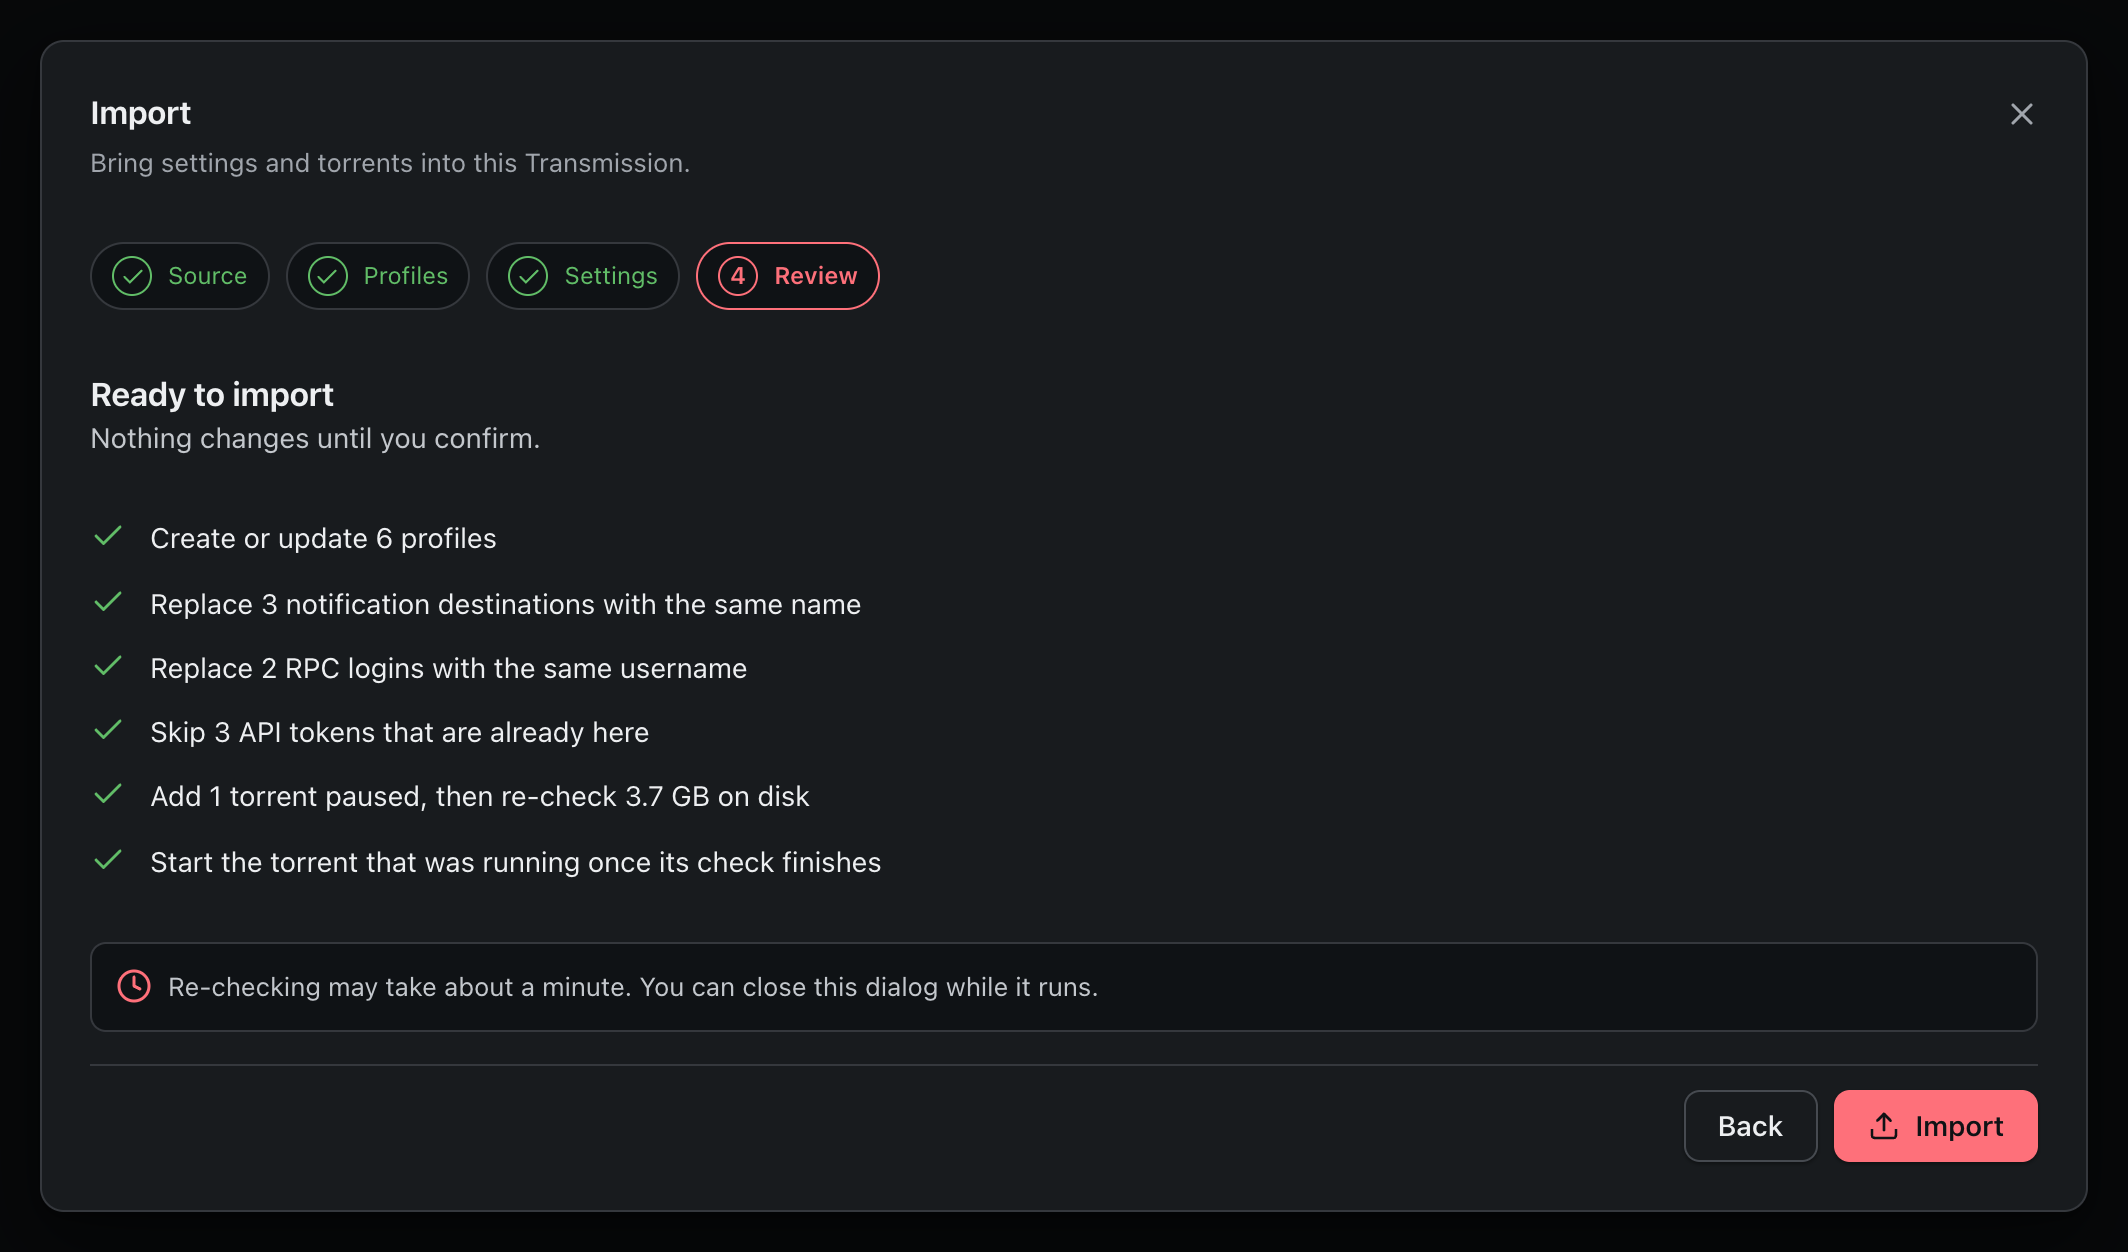 Import
Bring settings and torrents into this Transmission.
Source
Profiles
Settings
4 Review
Ready to import
Nothing changes until you confirm.
Create or update 6 profiles
Replace 3 notification destinations with the same name
Replace 2 RPC logins with the same username
Skip 3 API tokens that are already here
Add 1 torrent paused, then re-check 3.7 GB on disk
Start the torrent that was running once its check finishes
Re-checking may take about a minute. You can close this dialog while it runs.
Back
Import